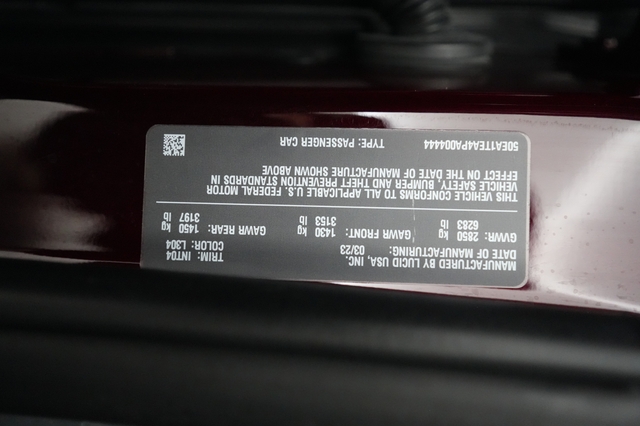 MANUFACTURED BY LUCID USA, INC. TRIM: INT04
DATE OF MANUFACTURING: 03/23 COLOR: L304
GVWR: 2850 kg GAWR FRONT: 1430 kg GAWR REAR: 1450 kg
6283 lb 3153 lb 3197 lb
THIS VEHICLE CONFORMS TO ALL APPLICABLE U.S. FEDERAL MOTOR
VEHICLE SAFETY, BUMPER AND THEFT PREVENTION STANDARDS IN
EFFECT ON THE DATE OF MANUFACTURE SHOWN ABOVE
50EA1TEA4PA004444 TYPE: PASSENGER CAR